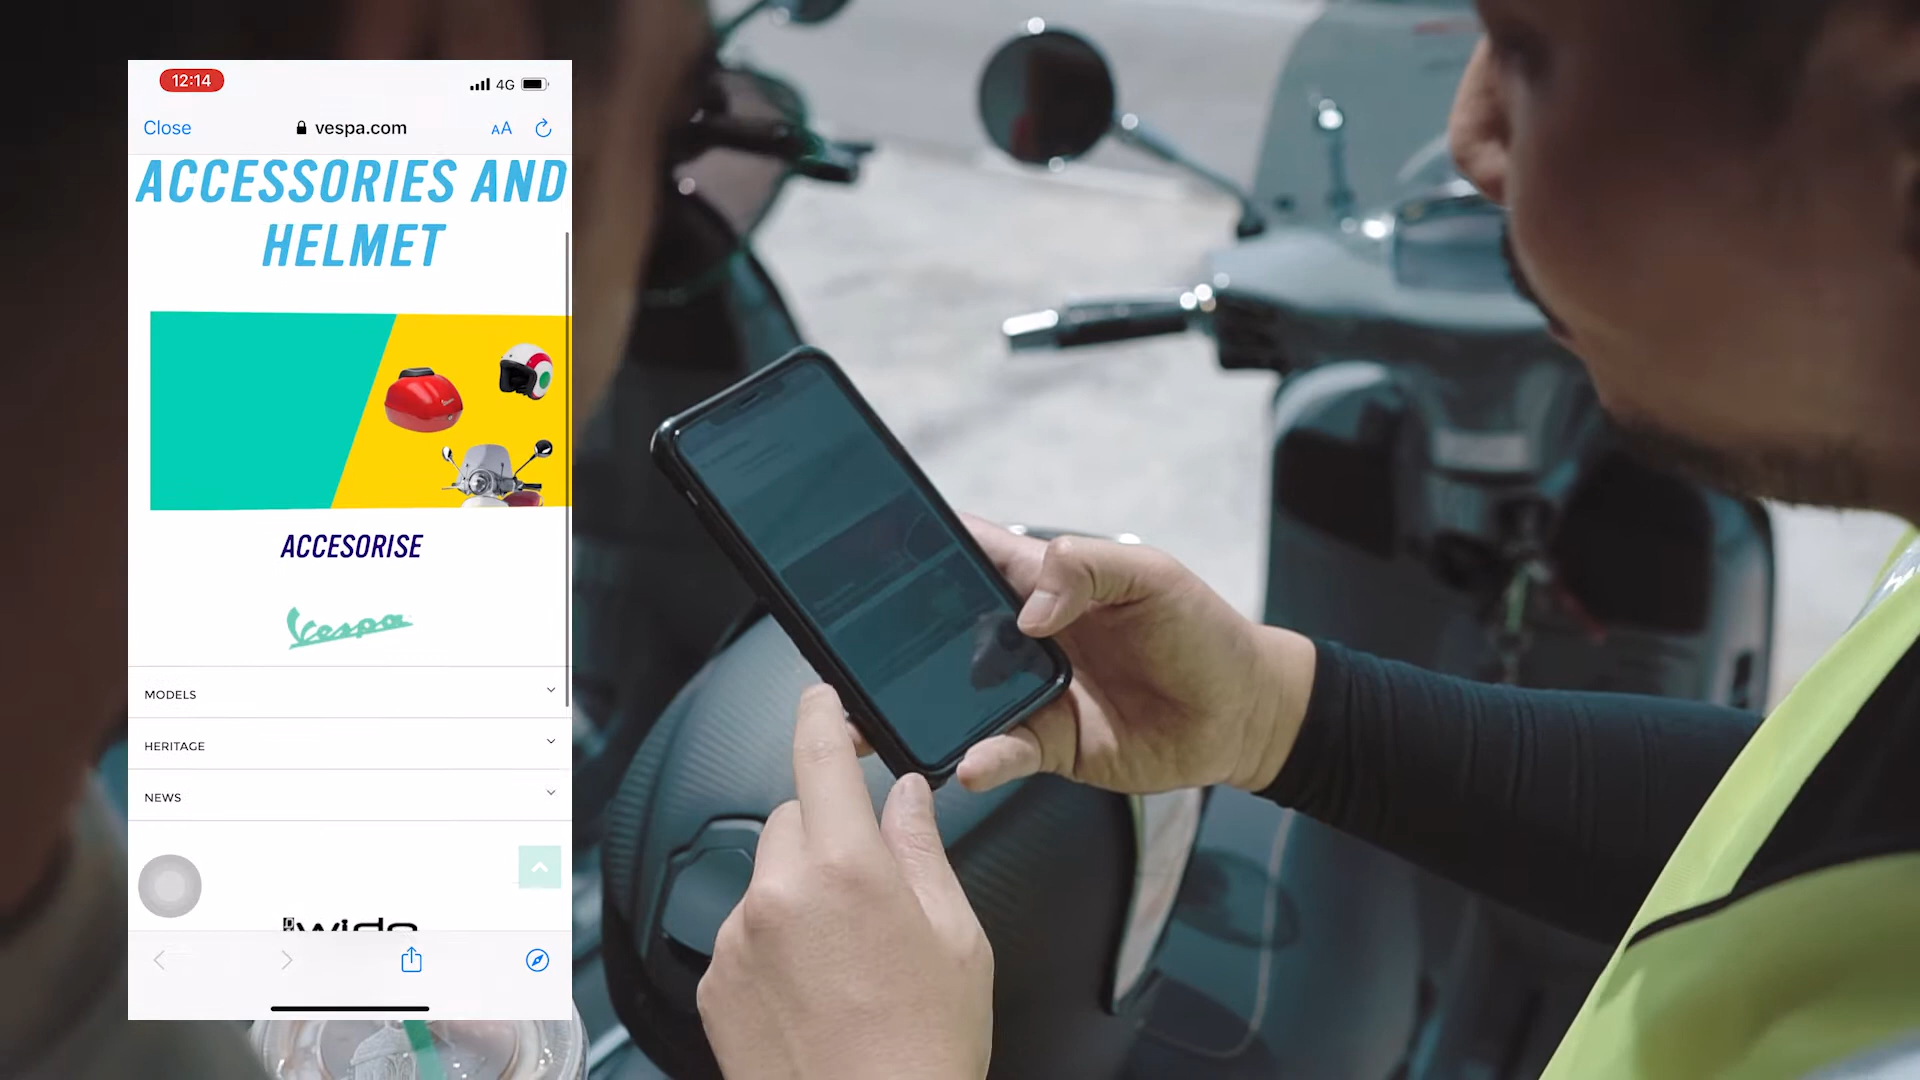 12:14
4G
Close
vespa.com
AA
ACCESSORIES AND
HELMET
ACCESORISE
Vespa
MODELS
HERITAGE
NEWS